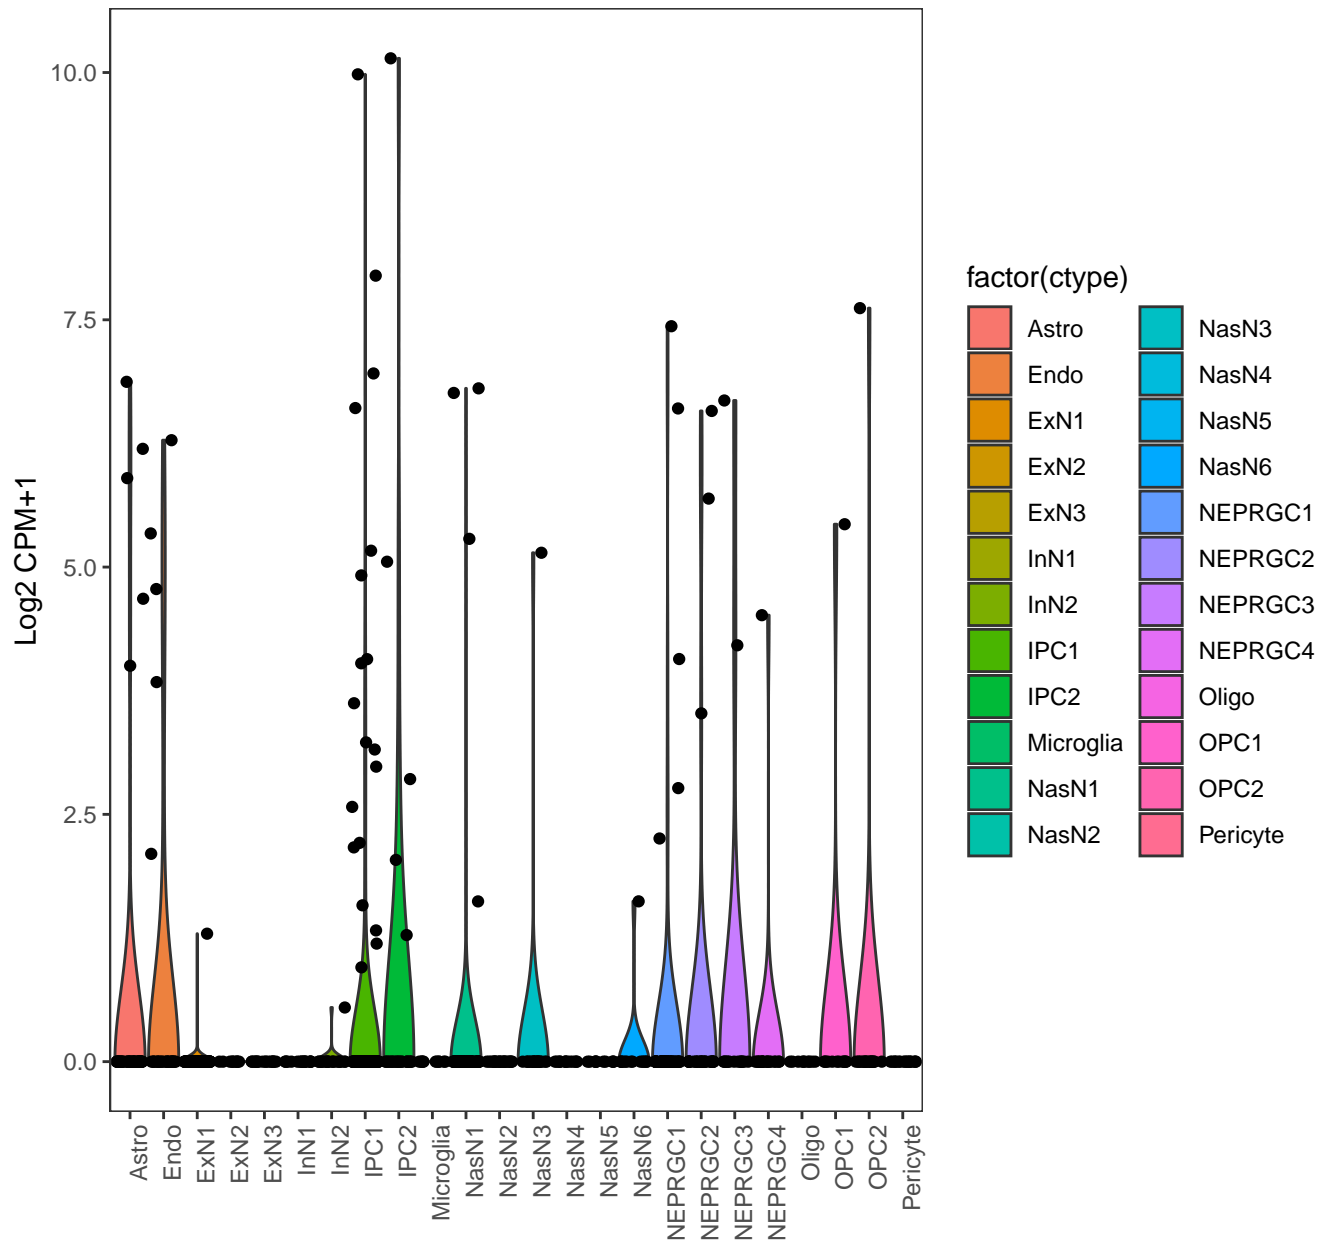 10.0
7.5
5.0
2.5
0.0
Log2 CPM+1
Astro
Endo
ExN1
ExN2
ExN3
InN1
InN2
IPC1
IPC2
Microglia
NasN1
NasN2
NasN3
NasN4
NasN5
NasN6
NEPRGC1
NEPRGC2
NEPRGC3
NEPRGC4
Oligo
OPC1
OPC2
Pericyte
factor(ctype)
Astro
Endo
ExN1
ExN2
ExN3
InN1
InN2
IPC1
IPC2
Microglia
NasN1
NasN2
NasN3
NasN4
NasN5
NasN6
NEPRGC1
NEPRGC2
NEPRGC3
NEPRGC4
Oligo
OPC1
OPC2
Pericyte